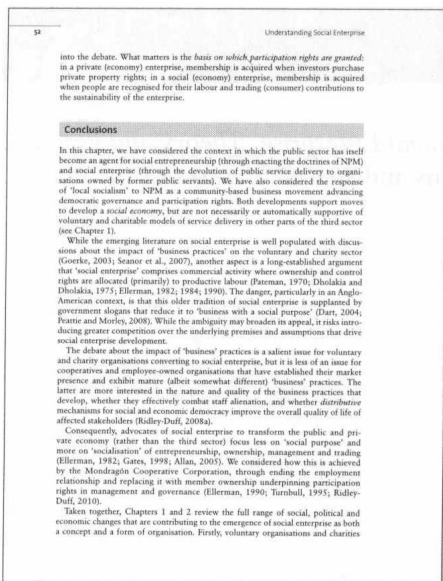 52
Understanding Social Enterprise
into the debate. What matters is the basis on which participation rights are granted:
in a private (economy) enterprise, membership is acquired when investors purchase
private property rights; in a social (economy) enterprise, membership is acquired
when people are recognised for their labour and trading (consumer) contributions to
the sustainability of the enterprise.
Conclusions
In this chapter, we have considered the context in which the public sector has itself
become an agent for social entrepreneurship (through enacting the doctrines of NPM)
and social enterprise (through the devolution of public service delivery to organi-
sations owned by former public servants). We have also considered the response
of 'local socialism' to NPM as a community-based business movement advancing
democratic governance and participation rights. Both developments support moves
to develop a social economy, but are not necessarily or automatically supportive of
voluntary and charitable models of service delivery in other parts of the third sector
(see Chapter 1).
While the emerging literature on social enterprise is well populated with discus-
sions about the impact of 'business practices' on the voluntary and charity sector
(Goerke, 2003; Seanor et al., 2007), another aspect is a long-established argument
that 'social enterprise' comprises commercial activity where ownership and control
rights are allocated (primarily) to productive labour (Pateman, 1970; Dholakia and
Dholakia, 1975; Ellerman, 1982; 1984; 1990). The danger, particularly in an Anglo-
American context, is that this older tradition of social enterprise is supplanted by
government slogans that reduce it to 'business with a social purpose' (Dart, 2004;
Peattie and Morley, 2008). While the ambiguity may broaden its appeal, it risks intro-
ducing greater competition over the underlying premises and assumptions that drive
social enterprise development.
The debate about the impact of 'business' practices is a salient issue for voluntary
and charity organisations converting to social enterprise, but it is less of an issue for
cooperatives and employee-owned organisations that have established their market
presence and exhibit mature (albeit somewhat different) 'business' practices. The
latter are more interested in the nature and quality of the business practices that
develop, whether they effectively combat staff alienation, and whether distributive
mechanisms for social and economic democracy improve the overall quality of life of
affected stakeholders (Ridley-Duff, 2008a).
Consequently, advocates of social enterprise to transform the public and pri-
vate economy (rather than the third sector) focus less on 'social purpose' and
more on 'socialisation' of entrepreneurship, ownership, management and trading
(Ellerman, 1982; Gates, 1998; Allan, 2005). We considered how this is achieved
by the Mondragón Cooperative Corporation, through ending the employment
relationship and replacing it with member ownership underpinning participation
rights in management and governance (Ellerman, 1990; Turnbull, 1995; Ridley-
Duff, 2010).
Taken together, Chapters 1 and 2 review the full range of social, political and
economic changes that are contributing to the emergence of social enterprise as both
a concept and a form of organisation. Firstly, voluntary organisations and charities